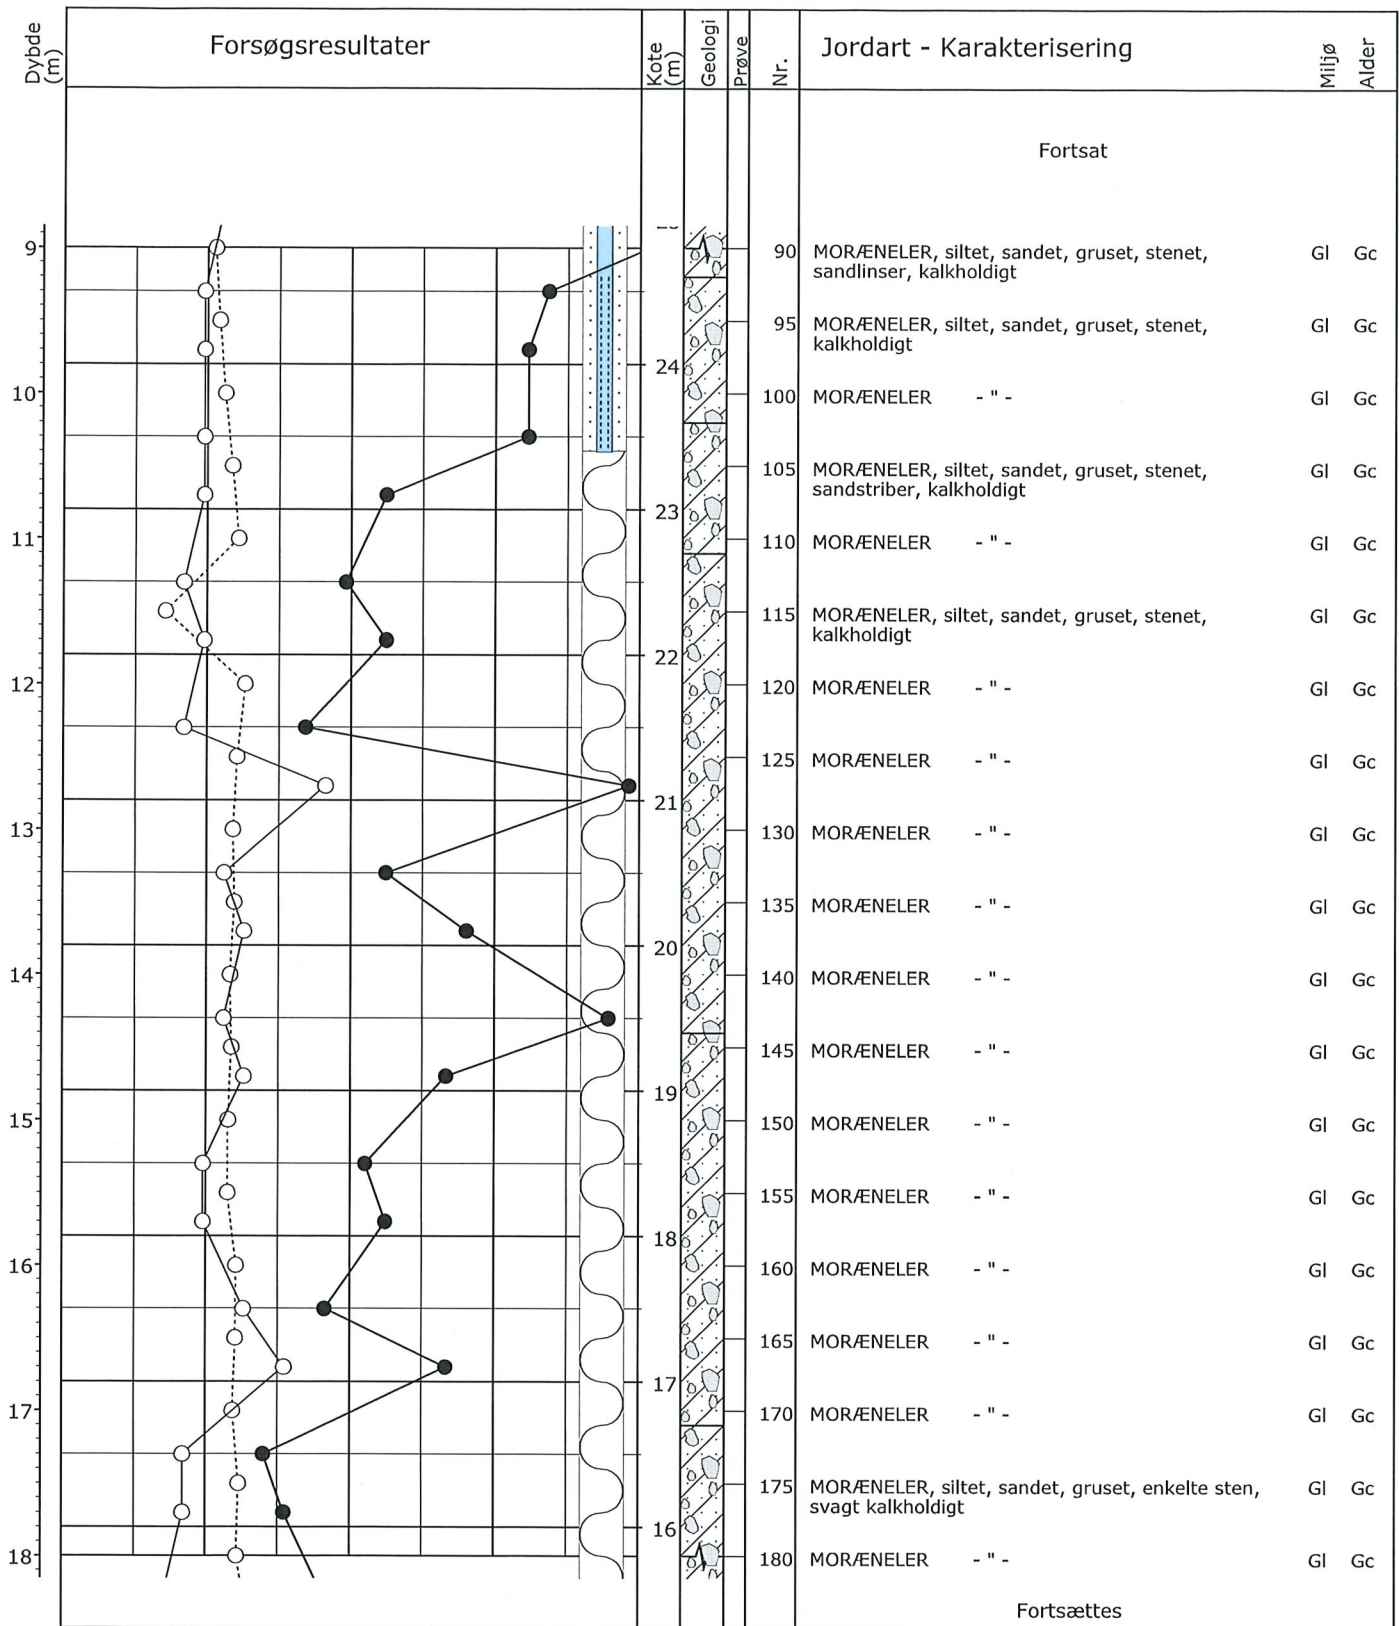 Dybde (m)
Forsøgsresultater
Kote (m)
Geologi
Prøve
Nr.
Jordart - Karakterisering
Miljø
Alder
Fortsat
9
90 MORÆNELER, siltet, sandet, gruset, stenet, Gl Gc
sandlinser, kalkholdigt
95 MORÆNELER, siltet, sandet, gruset, stenet, Gl Gc
kalkholdigt
24
10
100 MORÆNELER - " - Gl Gc
105 MORÆNELER, siltet, sandet, gruset, stenet, Gl Gc
sandstriber, kalkholdigt
23
11
110 MORÆNELER - " - Gl Gc
115 MORÆNELER, siltet, sandet, gruset, stenet, Gl Gc
kalkholdigt
22
12
120 MORÆNELER - " - Gl Gc
125 MORÆNELER - " - Gl Gc
21
13
130 MORÆNELER - " - Gl Gc
135 MORÆNELER - " - Gl Gc
20
14
140 MORÆNELER - " - Gl Gc
145 MORÆNELER - " - Gl Gc
19
15
150 MORÆNELER - " - Gl Gc
155 MORÆNELER - " - Gl Gc
18
16
160 MORÆNELER - " - Gl Gc
165 MORÆNELER - " - Gl Gc
17
17
170 MORÆNELER - " - Gl Gc
175 MORÆNELER, siltet, sandet, gruset, enkelte sten, Gl Gc
svagt kalkholdigt
16
18
180 MORÆNELER - " - Gl Gc
Fortsættes